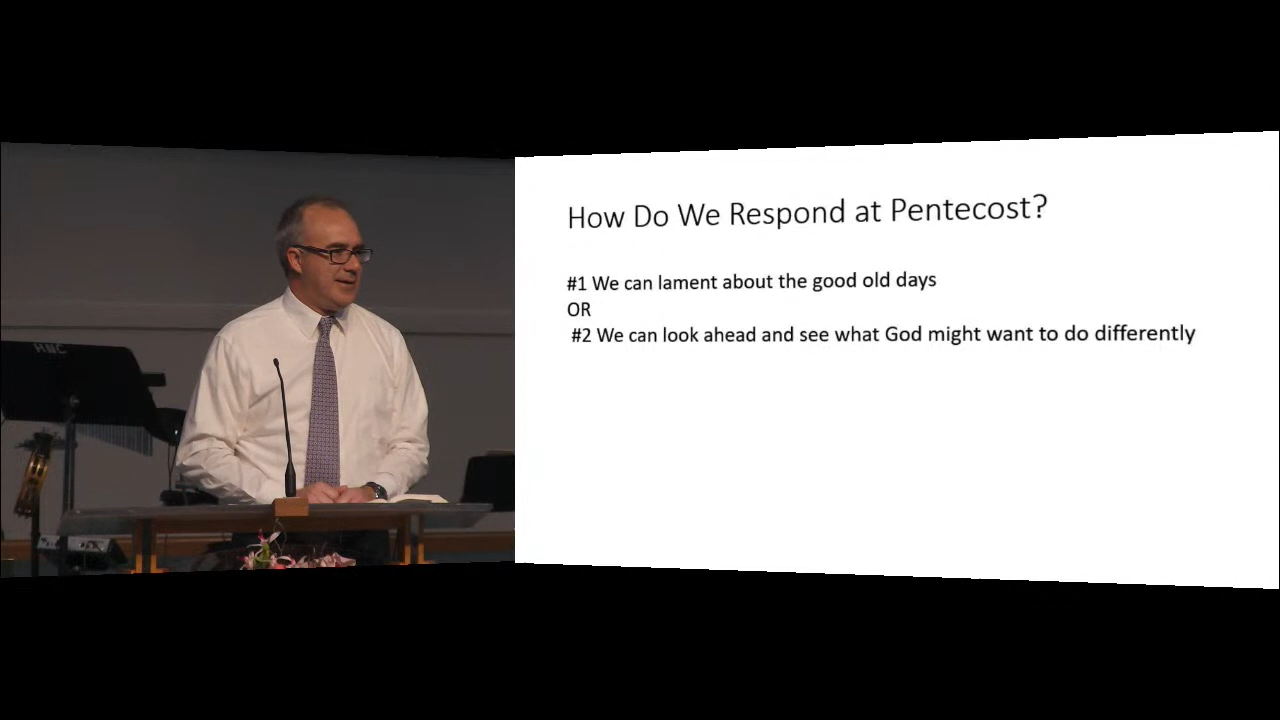 HMC
How Do We Respond at Pentecost?
#1 We can lament about the good old days
OR
#2 We can look ahead and see what God might want to do differently